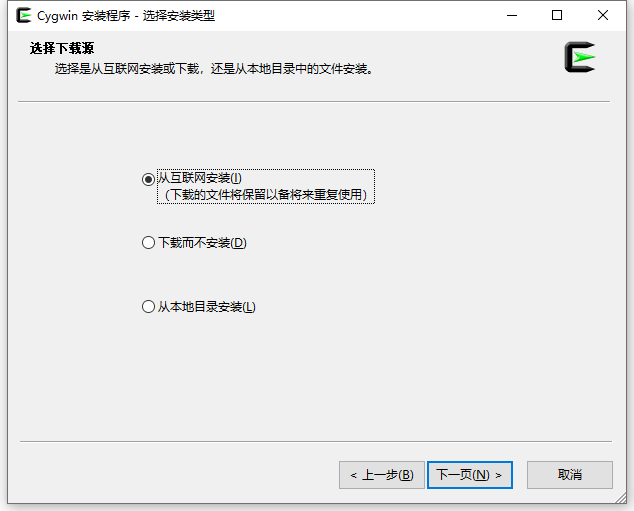 Cygwin 安装程序 - 选择安装类型
选择下载源
选择是从互联网安装或下载，还是从本地目录中的文件安装。
从互联网安装(I)
（下载的文件将保留以备将来重复使用）
下载而不安装(D)
从本地目录安装(L)
< 上一步(B)
下一页(N) >
取消